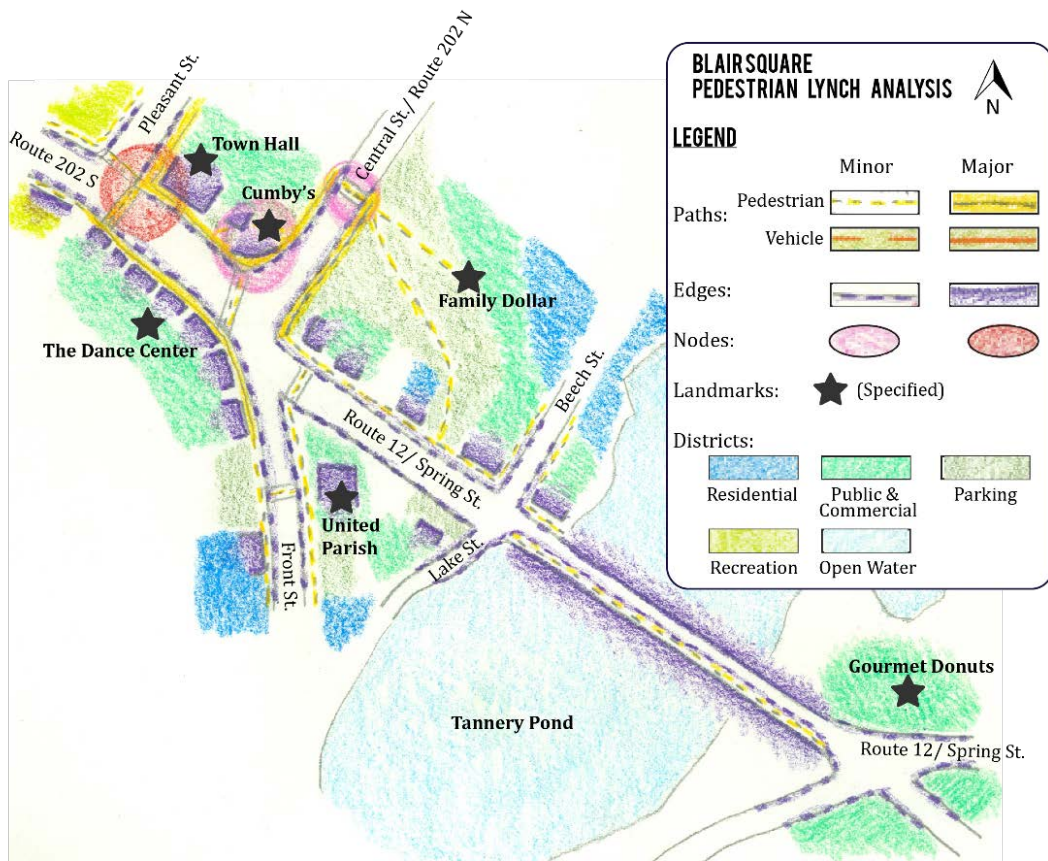 BLAIR SQUARE
PEDESTRIAN LYNCH ANALYSIS
N
LEGEND
Minor
Major
Paths:
Pedestrian
Vehicle
Edges:
Nodes:
Landmarks:
(Specified)
Districts:
Residential
Public &
Commercial
Parking
Recreation
Open Water
Pleasant St.
Central St./ Route 202 N
Route 202 S
Town Hall
Cumby's
Family Dollar
The Dance Center
Beech St.
Route 12/ Spring St.
United
Parish
Lake St.
Front St.
Gourmet Donuts
Tannery Pond
Route 12/ Spring St.